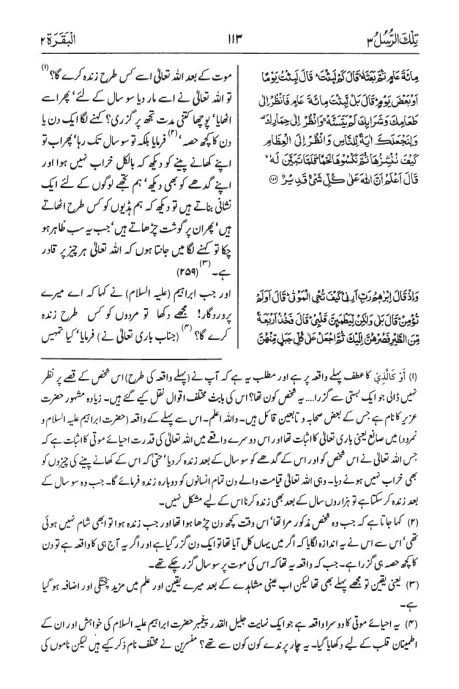 تِلْكَ الرُّسُلُ ۳
۱۱۳
اَلْبَقَرَة ۲
مِائَةَ عَامٍ ثُمَّ بَعَثَهٗ قَالَ كَمْ لَبِثْتَ قَالَ لَبِثْتُ يَوْمًا
اَوْ بَعْضَ يَوْمٍ قَالَ بَلْ لَّبِثْتَ مِائَةَ عَامٍ فَانْظُرْ اِلٰى
طَعَامِكَ وَشَرَابِكَ لَمْ يَتَسَنَّهْ وَانْظُرْ اِلٰى حِمَارِكَ
وَلِنَجْعَلَكَ اٰيَةً لِّلنَّاسِ وَانْظُرْ اِلَى الْعِظَامِ
كَيْفَ نُنْشِزُهَا ثُمَّ نَكْسُوْهَا لَحْمًا فَلَمَّا تَبَيَّنَ لَهٗ
قَالَ اَعْلَمُ اَنَّ اللّٰهَ عَلٰى كُلِّ شَيْءٍ قَدِيْرٌ
وَاِذْ قَالَ اِبْرٰهٖمُ رَبِّ اَرِنِيْ كَيْفَ تُحْيِ الْمَوْتٰى قَالَ اَوَلَمْ
تُؤْمِنْ قَالَ بَلٰى وَلٰكِنْ لِّيَطْمَئِنَّ قَلْبِيْ قَالَ فَخُذْ اَرْبَعَةً
مِّنَ الطَّيْرِ فَصُرْهُنَّ اِلَيْكَ ثُمَّ اجْعَلْ عَلٰى كُلِّ جَبَلٍ مِّنْهُنَّ
موت کے بعد اللہ تعالیٰ اسے کس طرح زندہ کرے گا؟ (۱)
تو اللہ تعالیٰ نے اسے مار دیا سو سال کے لئے، پھر اسے
اٹھایا، پوچھا کتنی مدت تجھ پر گزری؟ کہنے لگا ایک دن یا
دن کا کچھ حصہ، (۲) فرمایا بلکہ تو سو سال تک رہا، پھر اب تو
اپنے کھانے پینے کو دیکھ کہ بالکل خراب نہیں ہوا اور
اپنے گدھے کو بھی دیکھ، ہم تجھے لوگوں کے لئے ایک
نشانی بناتے ہیں تو دیکھ کہ ہم ہڈیوں کو کس طرح اٹھاتے
ہیں، پھر ان پر گوشت چڑھاتے ہیں، جب یہ سب ظاہر ہو
چکا تو کہنے لگا میں جانتا ہوں کہ اللہ تعالیٰ ہر چیز پر قادر
ہے۔ (۳) (۲۵۹)
اور جب ابراہیم (علیہ السلام) نے کہا کہ اے میرے
پروردگار! مجھے دکھا تو مردوں کو کس طرح زندہ
کرے گا؟ (۴) (جناب باری تعالیٰ نے) فرمایا، کیا تمہیں
(۱) أَوْ كَالَّذِي کا عطف پہلے واقعہ پر ہے اور مطلب یہ ہے کہ آپ نے (پہلے واقعہ کی طرح) اس شخص کے قصے پر نظر
نہیں ڈالی جو ایک بستی سے گزرا.... یہ شخص کون تھا؟ اس کی بابت مختلف اقوال نقل کیے گئے ہیں۔ زیادہ مشہور حضرت
عزیر کا نام ہے جس کے بعض صحابہ و تابعین قائل ہیں۔ واللہ اعلم۔ اس سے پہلے کے واقعہ (حضرت ابراہیم علیہ السلام و
نمرود) میں صانع یعنی باری تعالیٰ کا اثبات تھا اور اس دوسرے واقعے میں اللہ تعالیٰ کی قدرت احیائے موتی کا اثبات ہے کہ
جس اللہ تعالیٰ نے اس شخص کو اور اس کے گدھے کو سو سال کے بعد زندہ کر دیا، حتیٰ کہ اس کے کھانے پینے کی چیزوں کو
بھی خراب نہیں ہونے دیا۔ وہی اللہ تعالیٰ قیامت والے دن تمام انسانوں کو دوبارہ زندہ فرمائے گا۔ جب وہ سو سال کے
بعد زندہ کر سکتا ہے تو ہزاروں سال کے بعد بھی زندہ کرنا اس کے لیے مشکل نہیں۔
(۲) کہا جاتا ہے کہ جب وہ شخص مذکور مرا تھا، اس وقت کچھ دن چڑھا ہوا تھا اور جب زندہ ہوا تو ابھی شام نہیں ہوئی
تھی، اس سے اس نے یہ اندازہ لگایا کہ اگر میں یہاں کل آیا تھا تو ایک دن گزر گیا ہے اور اگر یہ آج ہی کا واقعہ ہے تو دن
کا کچھ حصہ ہی گزرا ہے۔ جب کہ واقعہ یہ ہے کہ اس کی موت پر سو سال گزر چکے تھے۔
(۳) یعنی یقین تو مجھے پہلے بھی تھا لیکن اب عینی مشاہدے کے بعد میرے یقین اور علم میں مزید پختگی اور اضافہ ہو گیا
ہے۔
(۴) یہ احیائے موتی کا دوسرا واقعہ ہے جو ایک نہایت جلیل القدر پیغمبر حضرت ابراہیم علیہ السلام کی خواہش اور ان کے
اطمینان قلب کے لیے دکھایا گیا۔ یہ چار پرندے کون کون سے تھے؟ مفسرین نے مختلف نام ذکر کیے ہیں لیکن ناموں کی